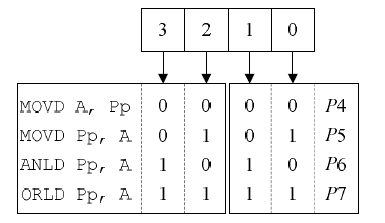 3 2 1 0
MOVD A, Pp 0 0 0 0 P4
MOVD Pp, A 0 1 0 1 P5
ANLD Pp, A 1 0 1 0 P6
ORLD Pp, A 1 1 1 1 P7